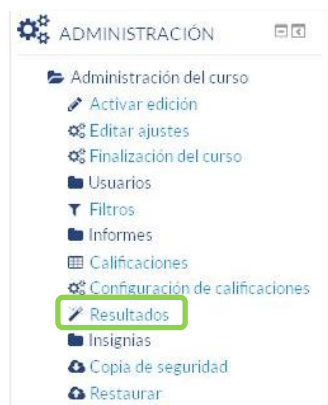 ADMINISTRACIÓN
Administración del curso
Activar edición
Editar ajustes
Finalización del curso
Usuarios
Filtros
Informes
Calificaciones
Configuración de calificaciones
Resultados
Insignias
Copia de seguridad
Restaurar